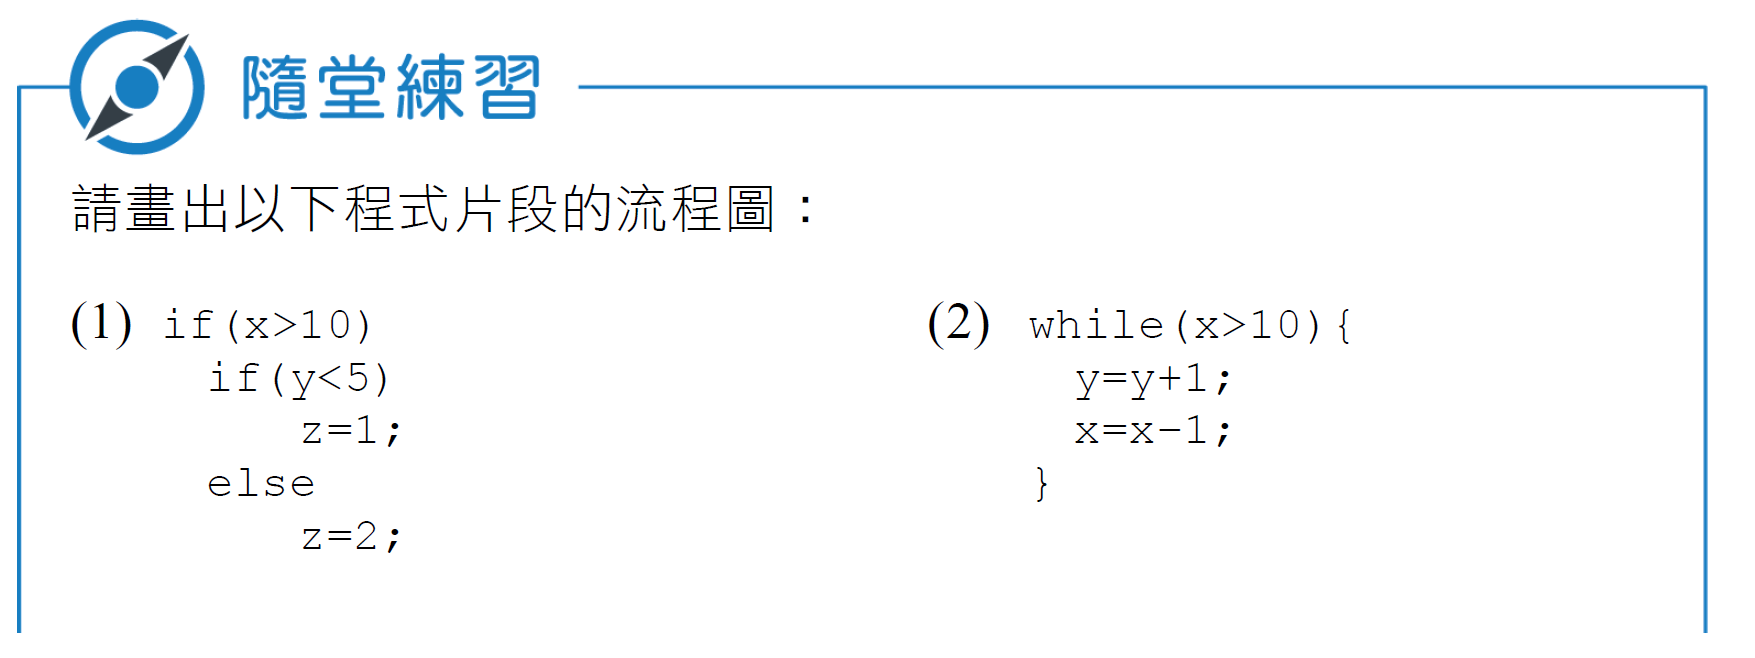 隨堂練習
請畫出以下程式片段的流程圖：
(1) if(x>10)
if(y<5)
z=1;
else
z=2;
(2) while(x>10){
y=y+1;
x=x-1;
}